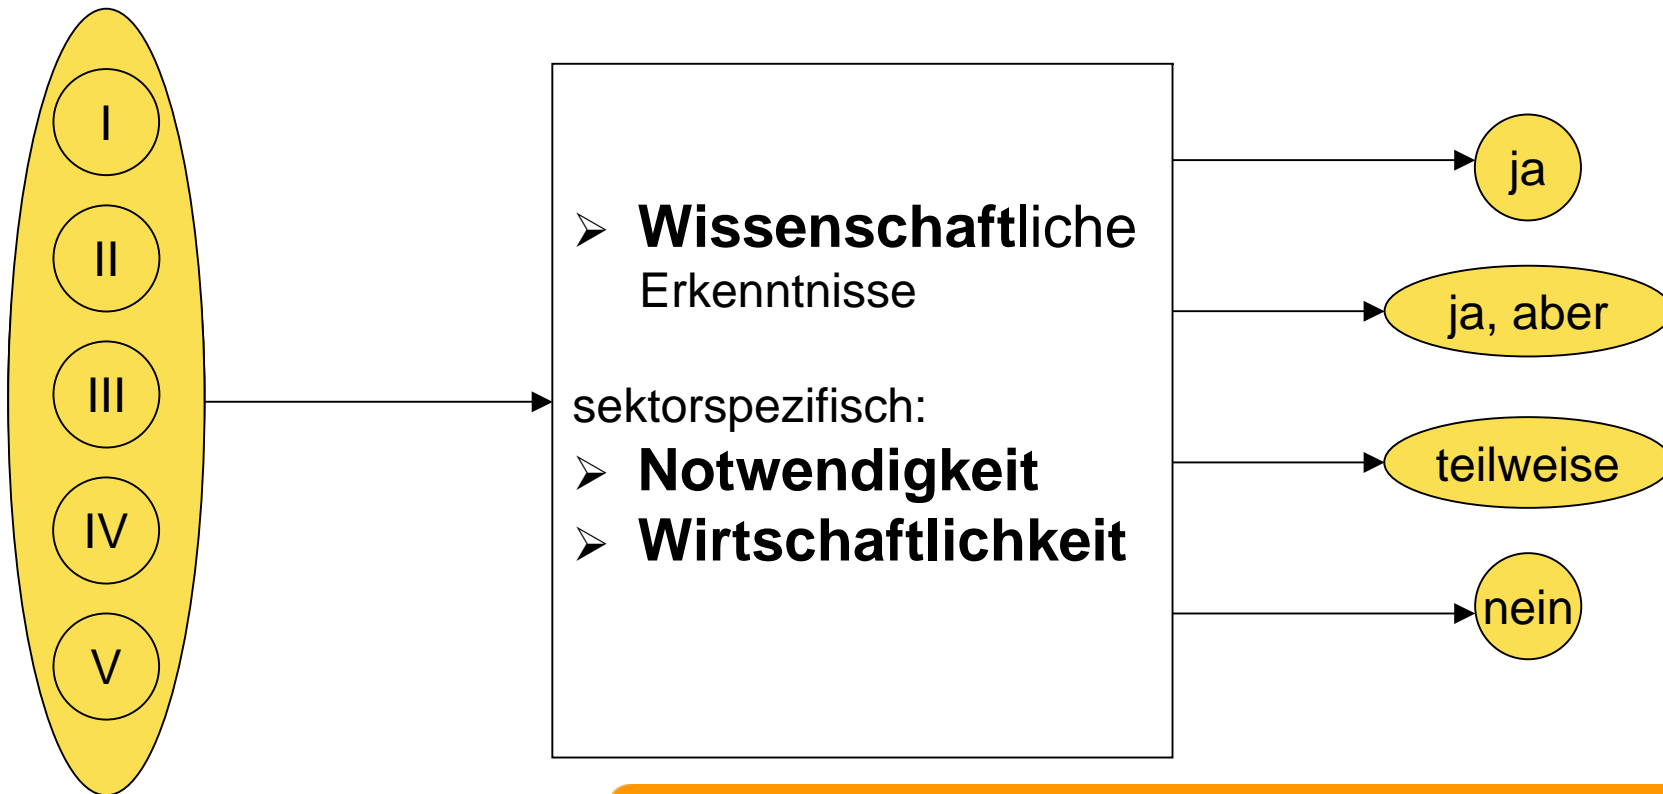 I
II
III
IV
V
➢ Wissenschaftliche
Erkenntnisse
sektorspezifisch:
➢ Notwendigkeit
➢ Wirtschaftlichkeit
ja
ja, aber
teilweise
nein